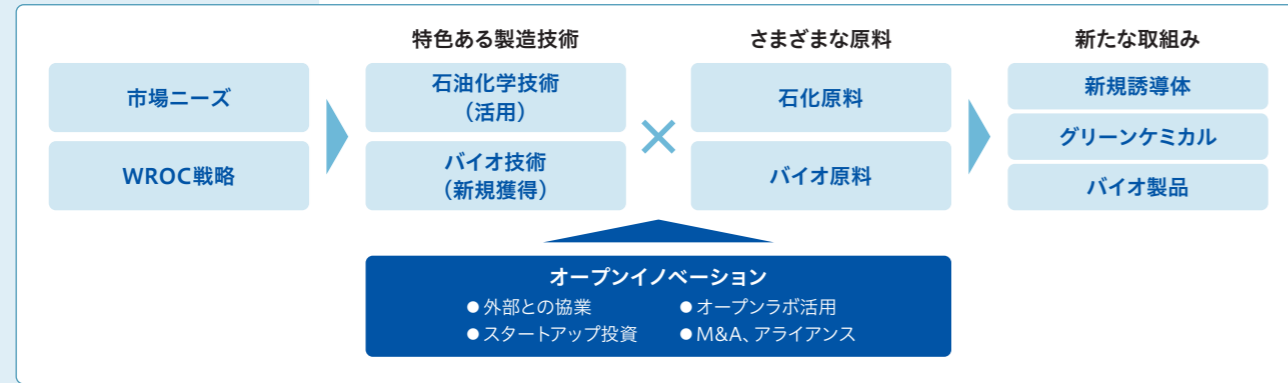 特色ある製造技術
さまざまな原料
新たな取組み
市場ニーズ
WROC戦略
石油化学技術
（活用）
バイオ技術
（新規獲得）
×
石化原料
バイオ原料
新規誘導体
グリーンケミカル
バイオ製品
オープンイノベーション
●外部との協業
●オープンラボ活用
●スタートアップ投資
●M&A、アライアンス